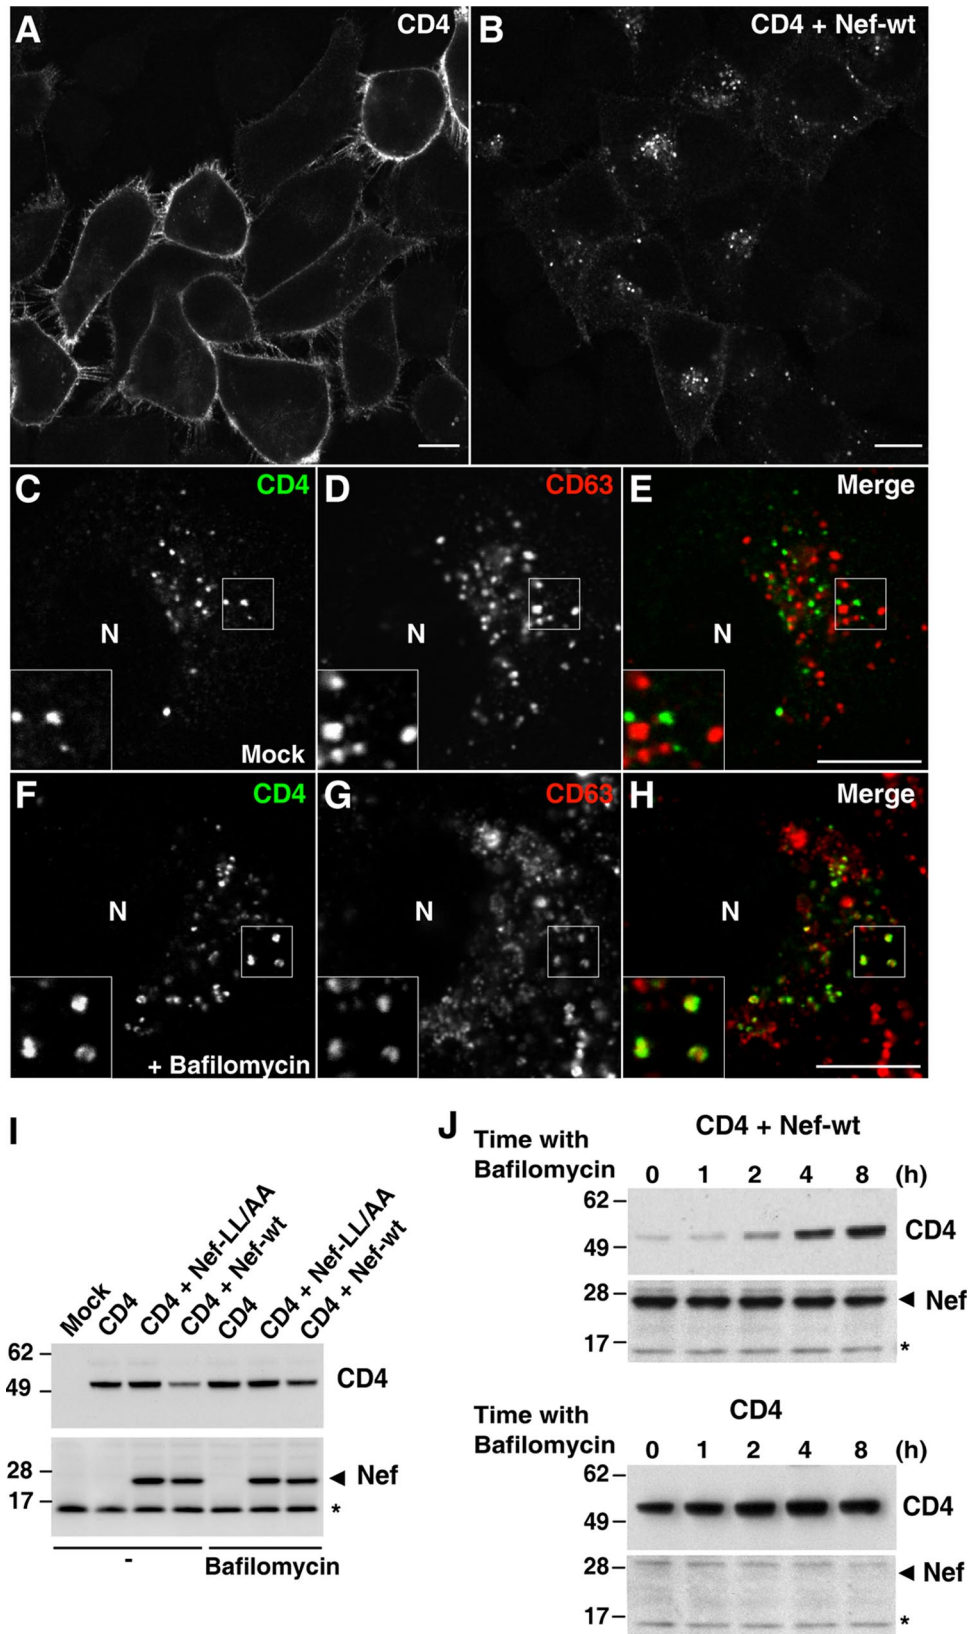 A CD4
B CD4 + Nef-wt
C CD4
N
Mock
D CD63
N
E Merge
N
F CD4
N
+ Bafilomycin
G CD63
N
H Merge
N
I
Mock
CD4
CD4 + Nef-LL/AA
CD4 + Nef-wt
CD4
CD4 + Nef-LL/AA
CD4 + Nef-wt
62
49
CD4
28
17
Nef
*
-
Bafilomycin
J
CD4 + Nef-wt
Time with
Bafilomycin
0 1 2 4 8 (h)
62
49
CD4
28
17
Nef
*
CD4
Time with
Bafilomycin
0 1 2 4 8 (h)
62
49
CD4
28
17
Nef
*